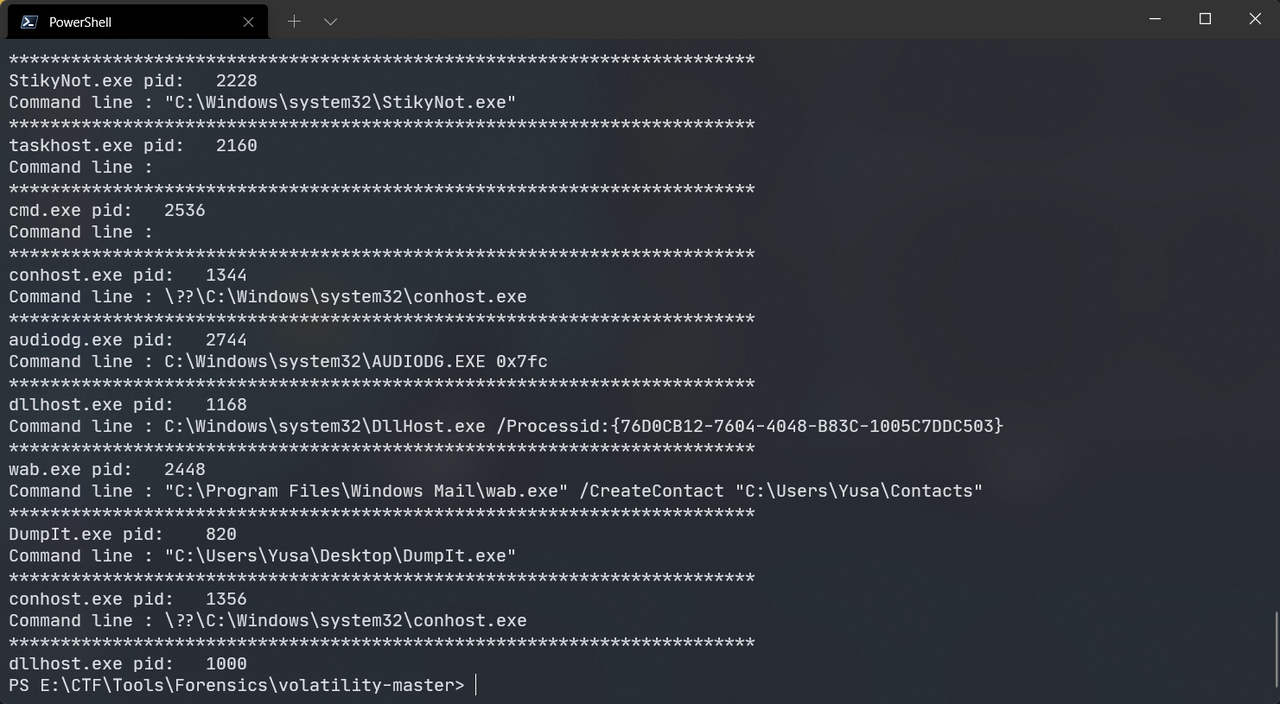 PowerShell
************************************************************************
StikyNot.exe pid:   2228
Command line : "C:\Windows\system32\StikyNot.exe"
************************************************************************
taskhost.exe pid:   2160
Command line :
************************************************************************
cmd.exe pid:   2536
Command line :
************************************************************************
conhost.exe pid:   1344
Command line : \??\C:\Windows\system32\conhost.exe
************************************************************************
audiodg.exe pid:   2744
Command line : C:\Windows\system32\AUDIODG.EXE 0x7fc
************************************************************************
dllhost.exe pid:   1168
Command line : C:\Windows\system32\DllHost.exe /Processid:{76D0CB12-7604-4048-B83C-1005C7DDC503}
************************************************************************
wab.exe pid:   2448
Command line : "C:\Program Files\Windows Mail\wab.exe" /CreateContact "C:\Users\Yusa\Contacts"
************************************************************************
DumpIt.exe pid:    820
Command line : "C:\Users\Yusa\Desktop\DumpIt.exe"
************************************************************************
conhost.exe pid:   1356
Command line : \??\C:\Windows\system32\conhost.exe
************************************************************************
dllhost.exe pid:   1000
PS E:\CTF\Tools\Forensics\volatility-master>